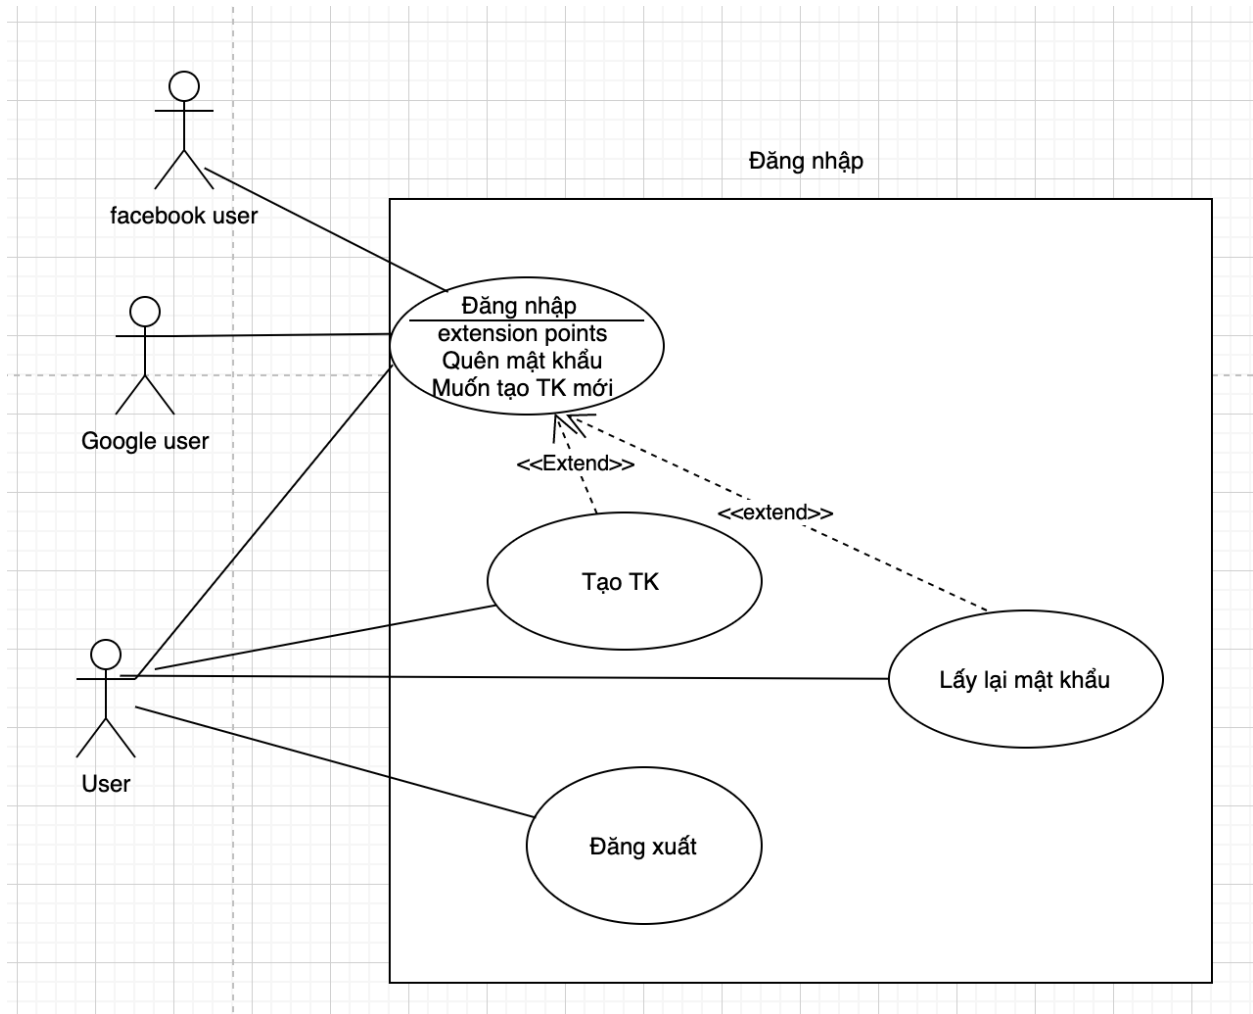 facebook user
Đăng nhập
Đăng nhập
extension points
Quên mật khẩu
Muốn tạo TK mới
Google user
<<Extend>>
<<extend>>
Tạo TK
Lấy lại mật khẩu
User
Đăng xuất